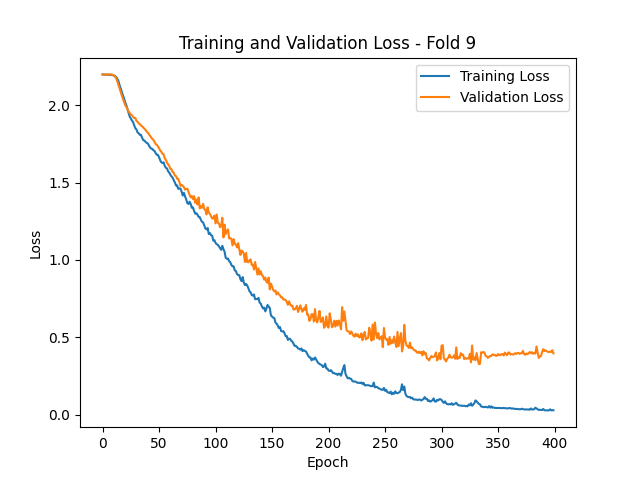 Training and Validation Loss - Fold 9
Training Loss
Validation Loss
Loss
2.0
1.5
1.0
0.5
0.0
0 50 100 150 200 250 300 350 400
Epoch